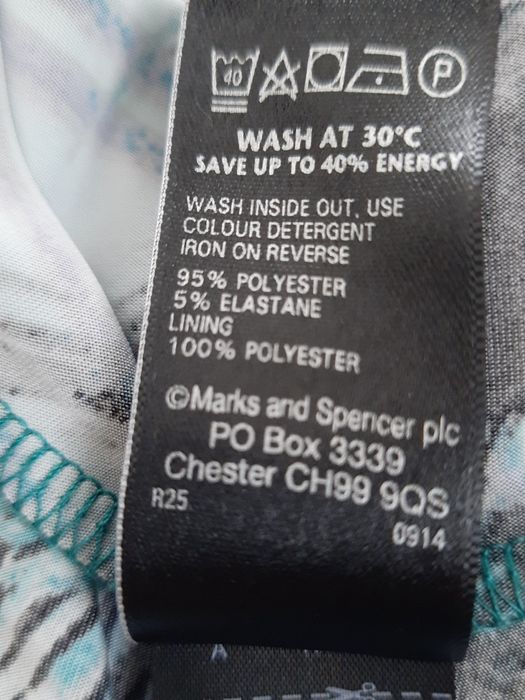 40 P
WASH AT 30°C
SAVE UP TO 40% ENERGY
WASH INSIDE OUT, USE
COLOUR DETERGENT
IRON ON REVERSE
95% POLYESTER
5% ELASTANE
LINING
100% POLYESTER
©Marks and Spencer plc
PO Box 3339
Chester CH99 9QS
R25
0914